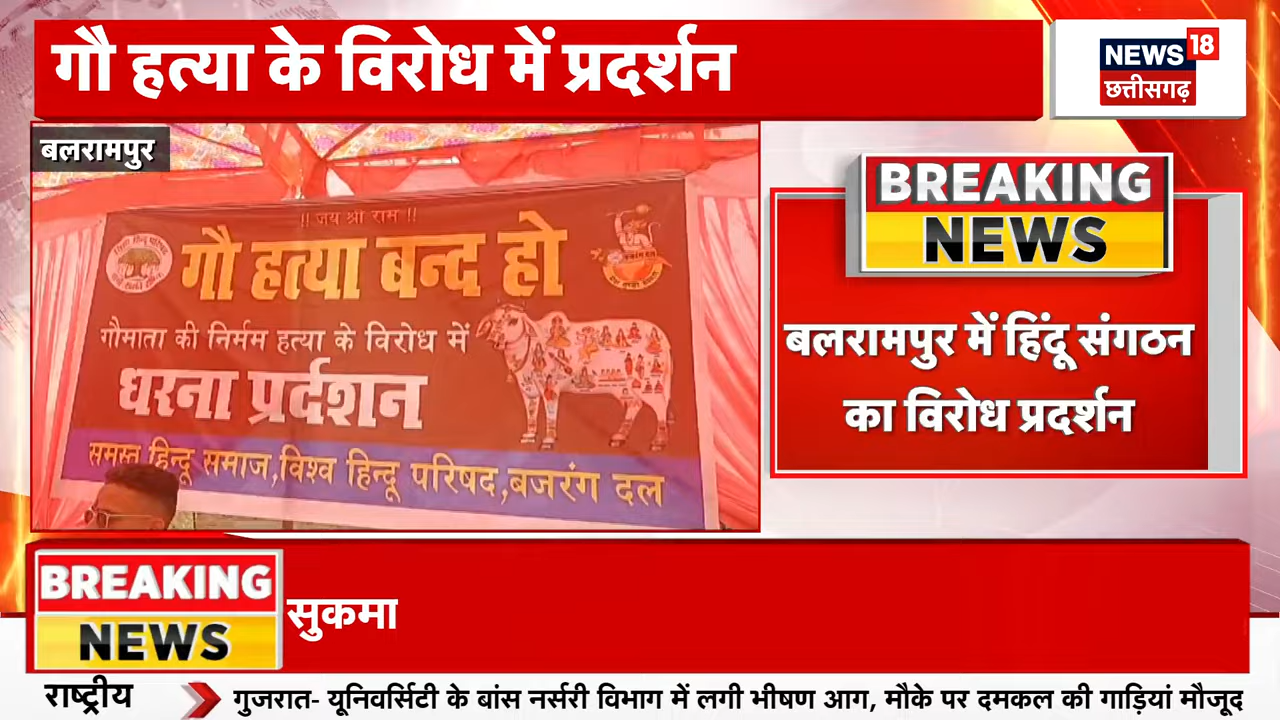 गौ हत्या के विरोध में प्रदर्शन
NEWS 18
छत्तीसगढ़
बलरामपुर
!! जय श्री राम !!
गौ हत्या बन्द हो
गौमाता की निर्मम हत्या के विरोध में
धरना प्रर्दशन
समस्त हिन्दू समाज,विश्व हिन्दू परिषद,बजरंग दल
BREAKING
NEWS
बलरामपुर में हिंदू संगठन
का विरोध प्रदर्शन
BREAKING
NEWS
सुकमा
राष्ट्रीय
गुजरात- यूनिवर्सिटी के बांस नर्सरी विभाग में लगी भीषण आग, मौके पर दमकल की गाड़ियां मौजूद